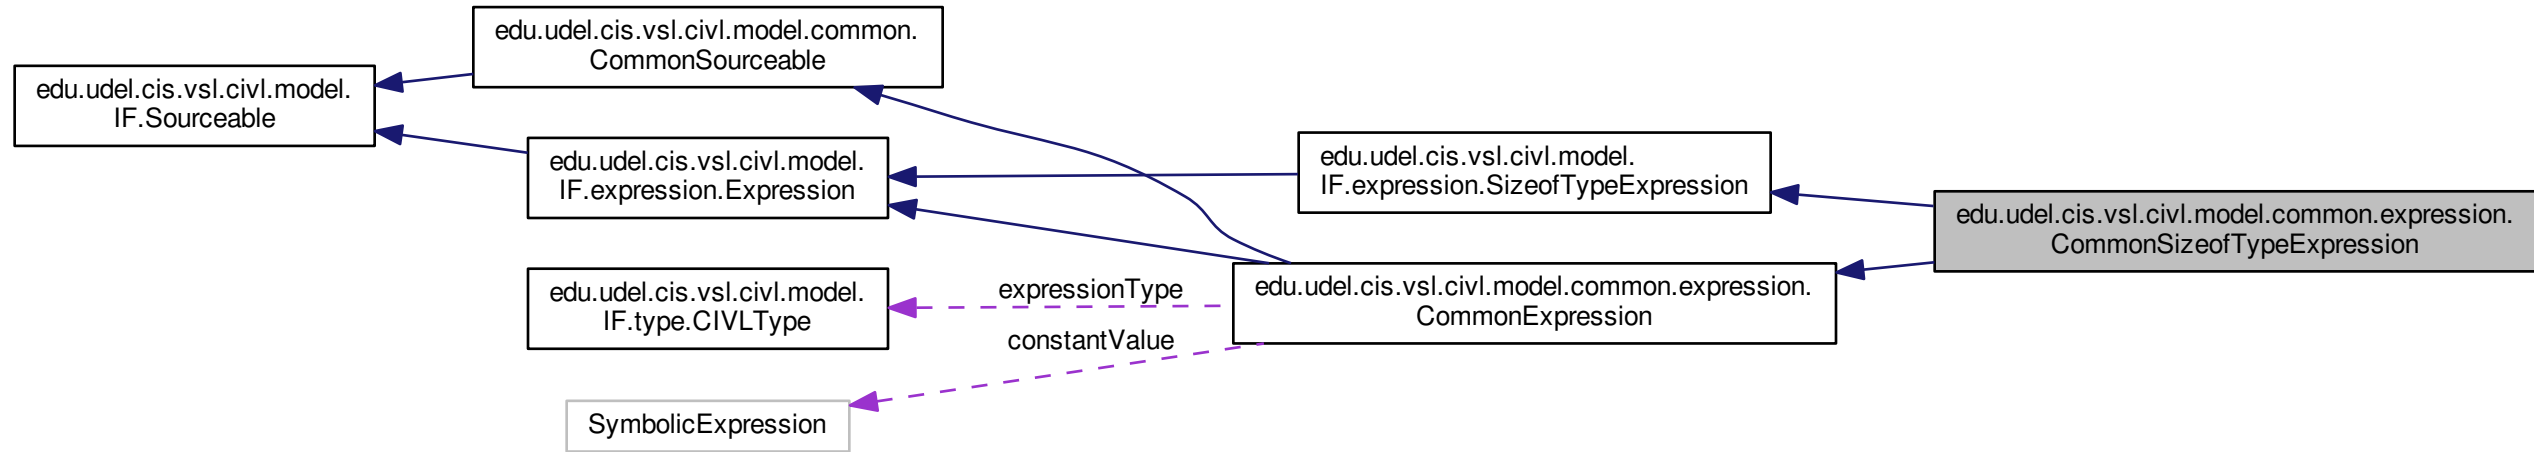 edu.udel.cis.vsl.civl.model.common.
CommonSourceable
edu.udel.cis.vsl.civl.model.
IF.Sourceable
edu.udel.cis.vsl.civl.model.
IF.expression.Expression
edu.udel.cis.vsl.civl.model.
IF.expression.SizeofTypeExpression
edu.udel.cis.vsl.civl.model.common.expression.
CommonSizeofTypeExpression
edu.udel.cis.vsl.civl.model.
IF.type.CIVLType
expressionType
edu.udel.cis.vsl.civl.model.common.expression.
CommonExpression
constantValue
SymbolicExpression